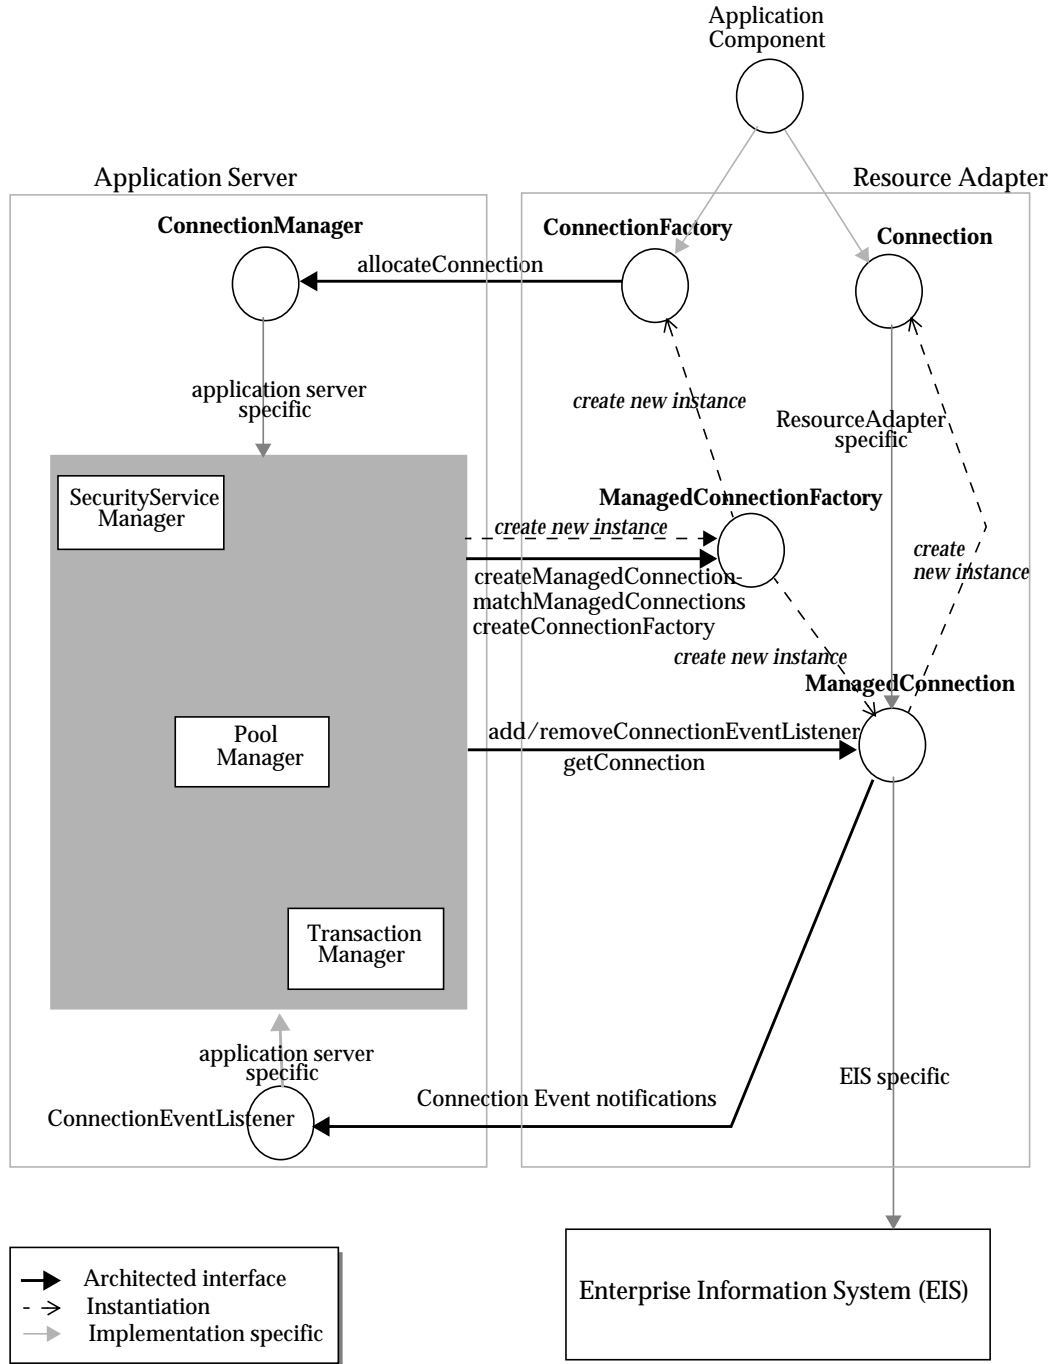 Application
Component
Application Server
Resource Adapter
ConnectionManager
ConnectionFactory
Connection
allocateConnection
application server
specific
create new instance
ResourceAdapter
specific
SecurityService
Manager
ManagedConnectionFactory
create new instance
create
new instance
createManagedConnection-
matchManagedConnections
createConnectionFactory
create new instance
ManagedConnection
Pool
Manager
add/removeConnectionEventListener
getConnection
Transaction
Manager
application server
specific
EIS specific
Connection Event notifications
ConnectionEventListener
Architected interface
Instantiation
Implementation specific
Enterprise Information System (EIS)